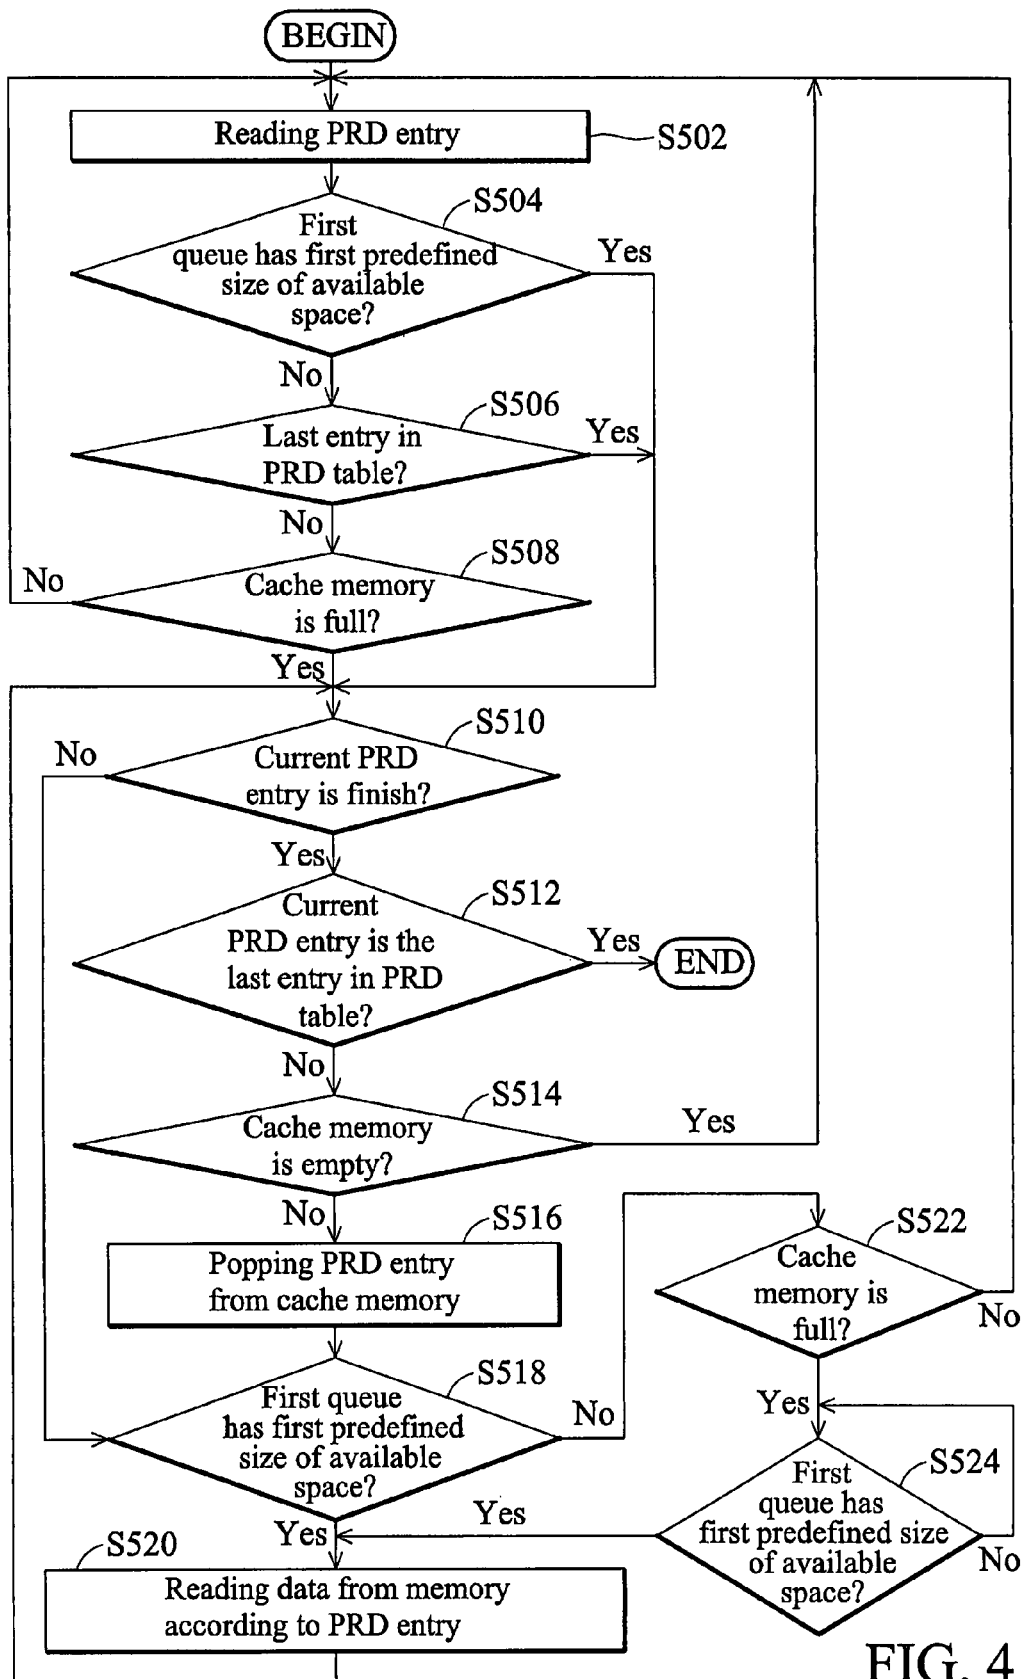 BEGIN
Reading PRD entry
S502
S504
First
queue has first predefined
size of available
space?
Yes
No
S506
Last entry in
PRD table?
Yes
No
S508
Cache memory
is full?
No
Yes
S510
Current PRD
entry is finish?
No
Yes
S512
Current
PRD entry is the
last entry in PRD
table?
Yes
END
No
S514
Cache memory
is empty?
Yes
No
S516
Popping PRD entry
from cache memory
S522
Cache
memory is
full?
No
Yes
S518
First queue
has first predefined
size of available
space?
No
Yes
S524
First
queue has
first predefined size
of available
space?
Yes
No
S520
Reading data from memory
according to PRD entry
FIG. 4